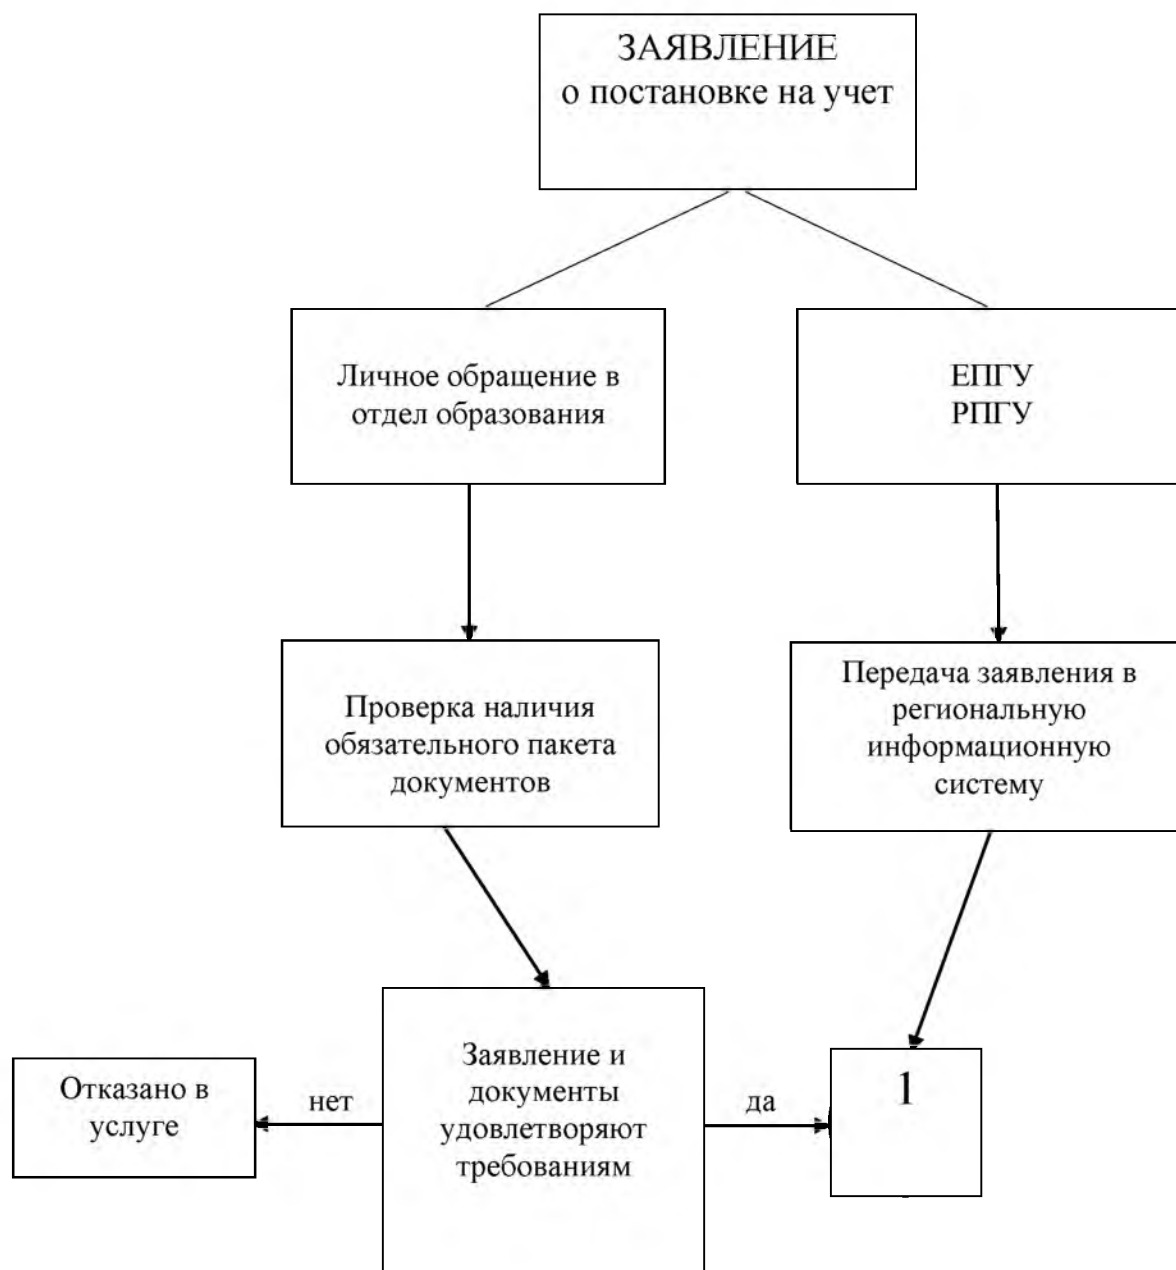 ЗАЯВЛЕНИЕ
о постановке на учет
Личное обращение в
отдел образования
ЕПГУ
РПГУ
Проверка наличия
обязательного пакета
документов
Передача заявления в
региональную
информационную
систему
Отказано в
услуге
нет
Заявление и
документы
удовлетворяют
требованиям
да
1